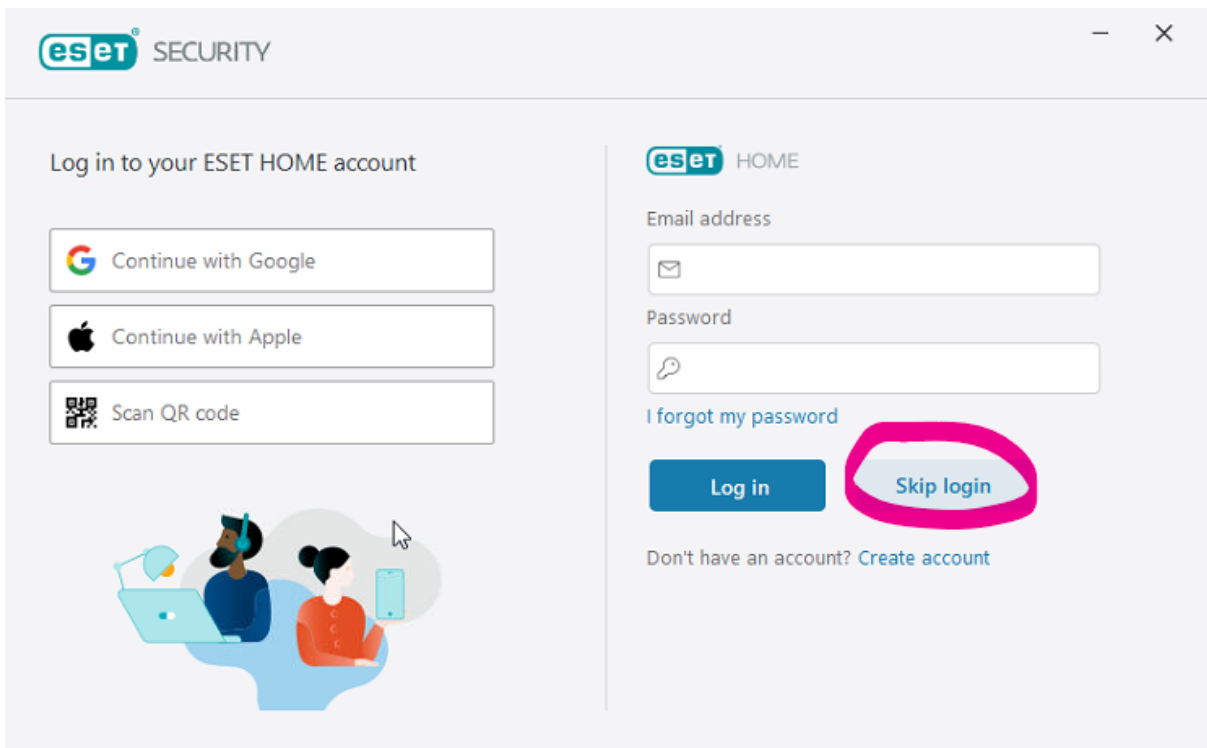 eset® SECURITY
Log in to your ESET HOME account
Continue with Google
Continue with Apple
Scan QR code
eset HOME
Email address
Password
I forgot my password
Log in
Skip login
Don't have an account? Create account